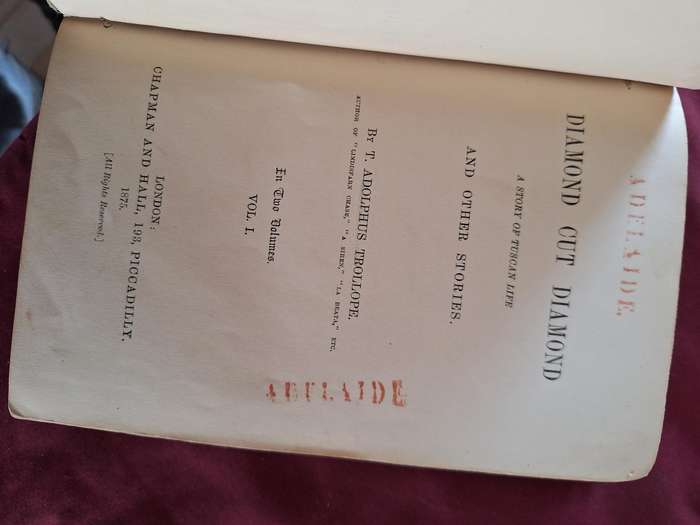 ADELAIDE.
DIAMOND CUT DIAMOND
A STORY OF TUSCAN LIFE
AND OTHER STORIES.
By T. ADOLPHUS TROLLOPE,
AUTHOR OF "LINDISFARN CHASE," "A SIREN," "LA BEATA," ETC.
In Two Volumes.
VOL. I.
ADELAIDE
LONDON:
CHAPMAN AND HALL, 193, PICCADILLY.
1875.
[All Rights Reserved.]